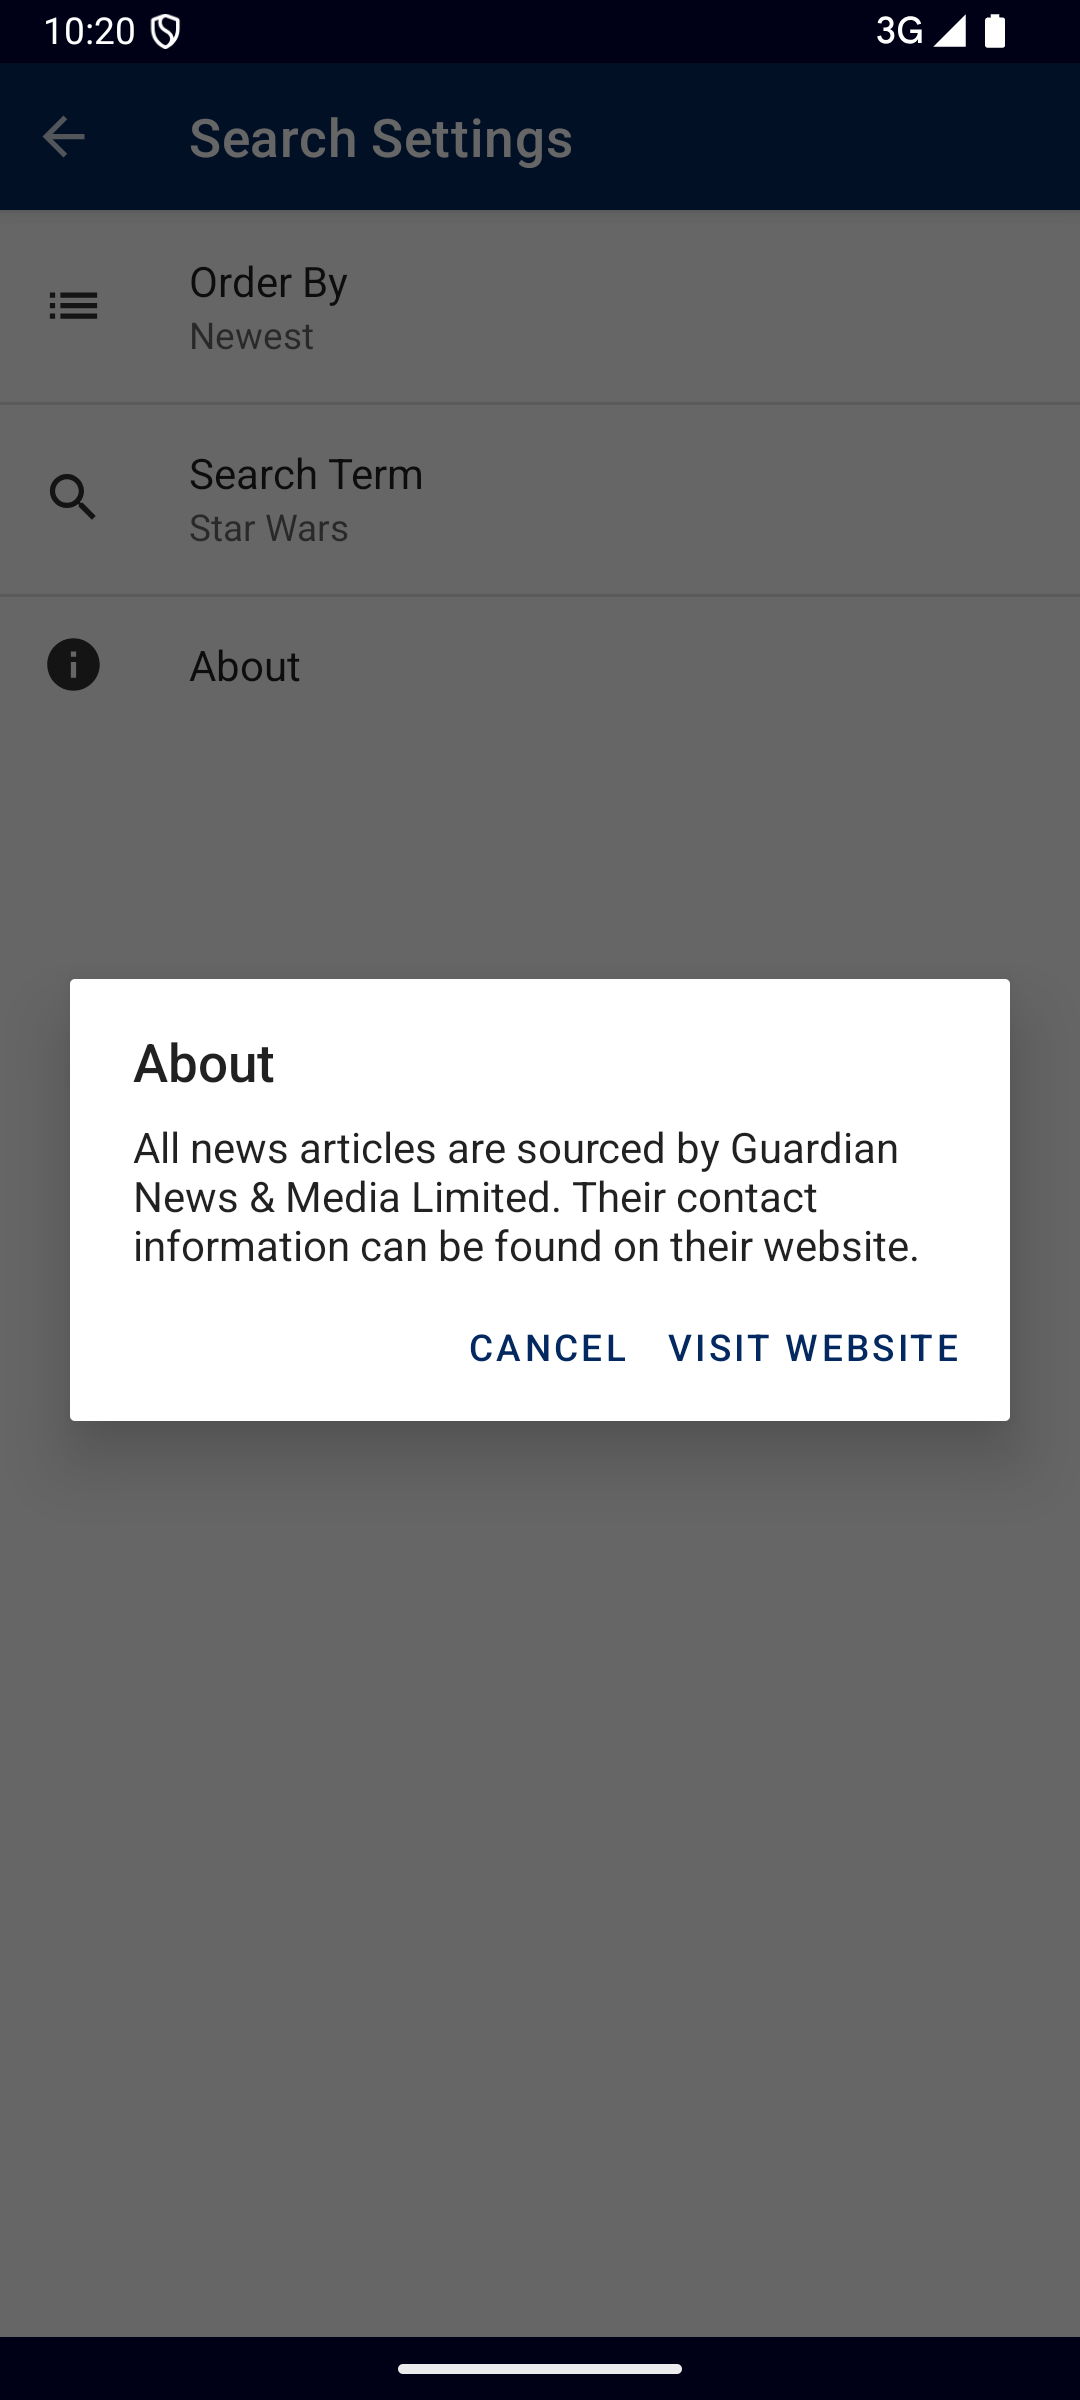 10:20
3G
Search Settings
Order By
Newest
Search Term
Star Wars
About
About
All news articles are sourced by Guardian
News & Media Limited. Their contact
information can be found on their website.
CANCEL VISIT WEBSITE